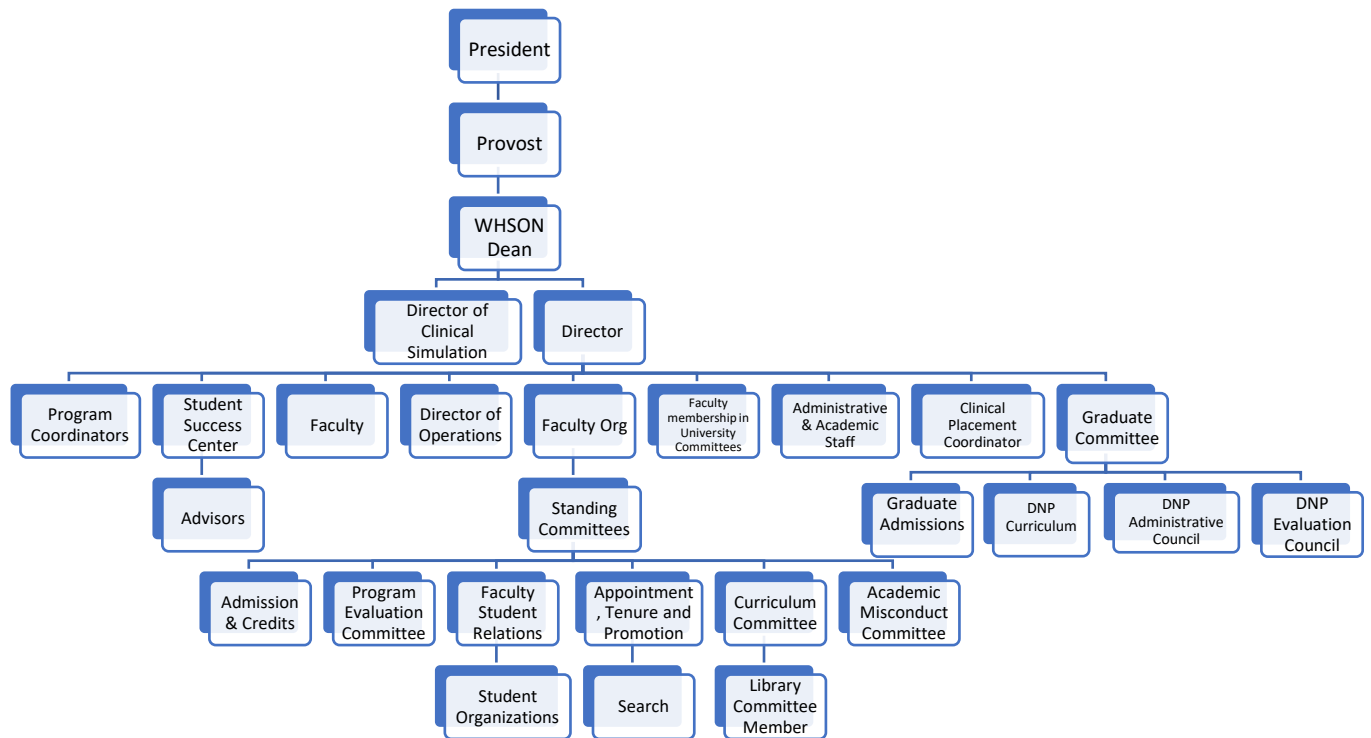 President
Provost
WHSON
Dean
Director of
Clinical
Simulation
Director
Program
Coordinators
Student
Success
Center
Faculty
Director of
Operations
Faculty Org
Faculty
membership in
University
Committees
Administrative
& Academic
Staff
Clinical
Placement
Coordinator
Graduate
Committee
Advisors
Standing
Committees
Graduate
Admissions
DNP
Curriculum
DNP
Administrative
Council
DNP
Evaluation
Council
Admission
& Credits
Program
Evaluation
Committee
Faculty
Student
Relations
Appointment
, Tenure and
Promotion
Curriculum
Committee
Academic
Misconduct
Committee
Student
Organizations
Search
Library
Committee
Member